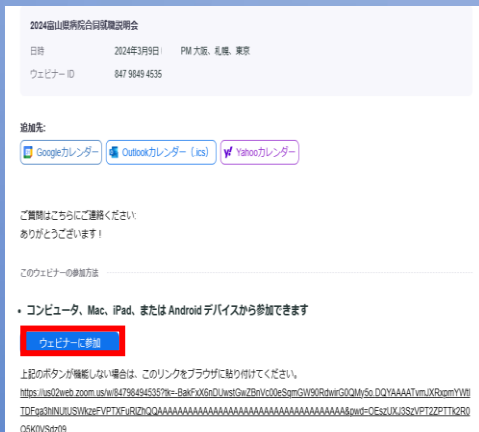 2024富山県病院合同就職説明会
日時 2024年3月9日 PM 大阪、札幌、東京
ウェビナー ID 847 9849 4535
追加先:
Googleカレンダー Outlookカレンダー (.ics) Yahooカレンダー
ご質問はこちらにご連絡ください:
ありがとうございます！
このウェビナーの参加方法
• コンピュータ、Mac、iPad、または Android デバイスから参加できます
ウェビナーに参加
上記のボタンが機能しない場合は、このリンクをブラウザに貼り付けてください。